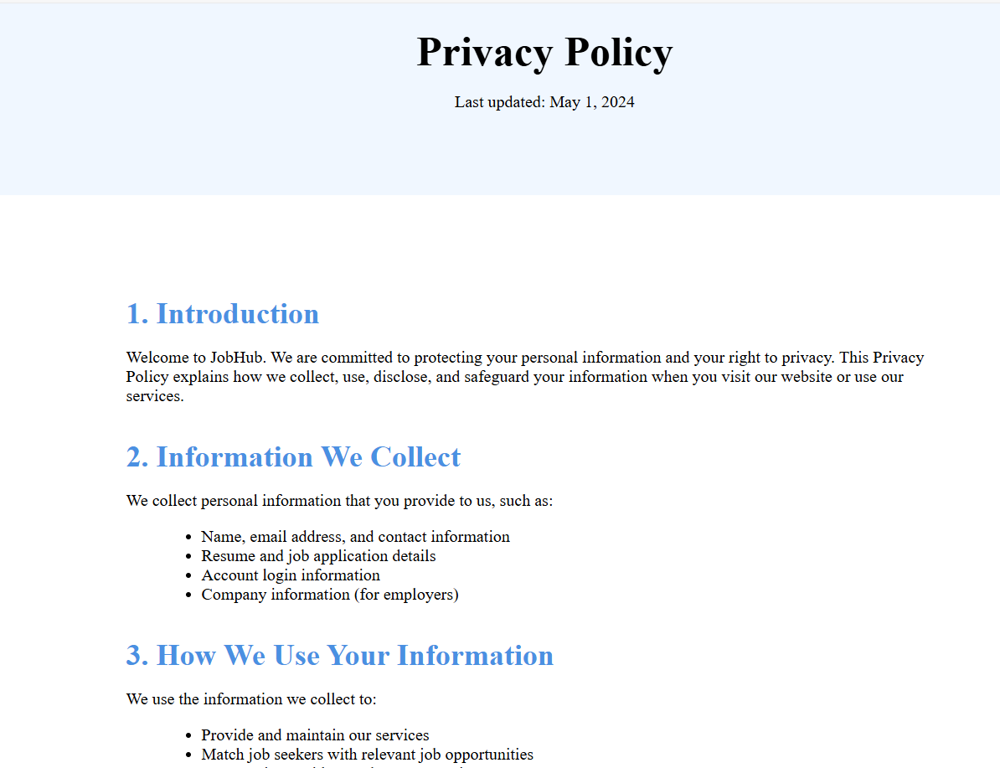 Privacy Policy
Last updated: May 1, 2024
1. Introduction
Welcome to JobHub. We are committed to protecting your personal information and your right to privacy. This Privacy
Policy explains how we collect, use, disclose, and safeguard your information when you visit our website or use our
services.
2. Information We Collect
We collect personal information that you provide to us, such as:
• Name, email address, and contact information
• Resume and job application details
• Account login information
• Company information (for employers)
3. How We Use Your Information
We use the information we collect to:
• Provide and maintain our services
• Match job seekers with relevant job opportunities